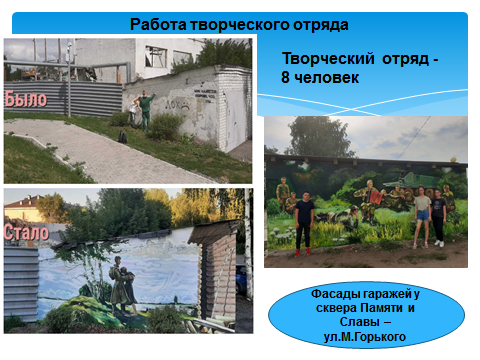 Работа творческого отряда
Творческий отряд -
8 человек
Было
Стало
Фасады гаражей у
сквера Памяти и
Славы –
ул.М.Горького